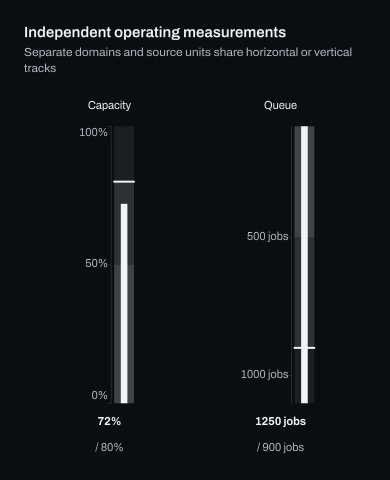 Independent operating measurements
Separate domains and source units share horizontal or vertical
tracks
Capacity
Queue
100%
50%
0%
500 jobs
1000 jobs
72%
1250 jobs
/ 80%
/ 900 jobs